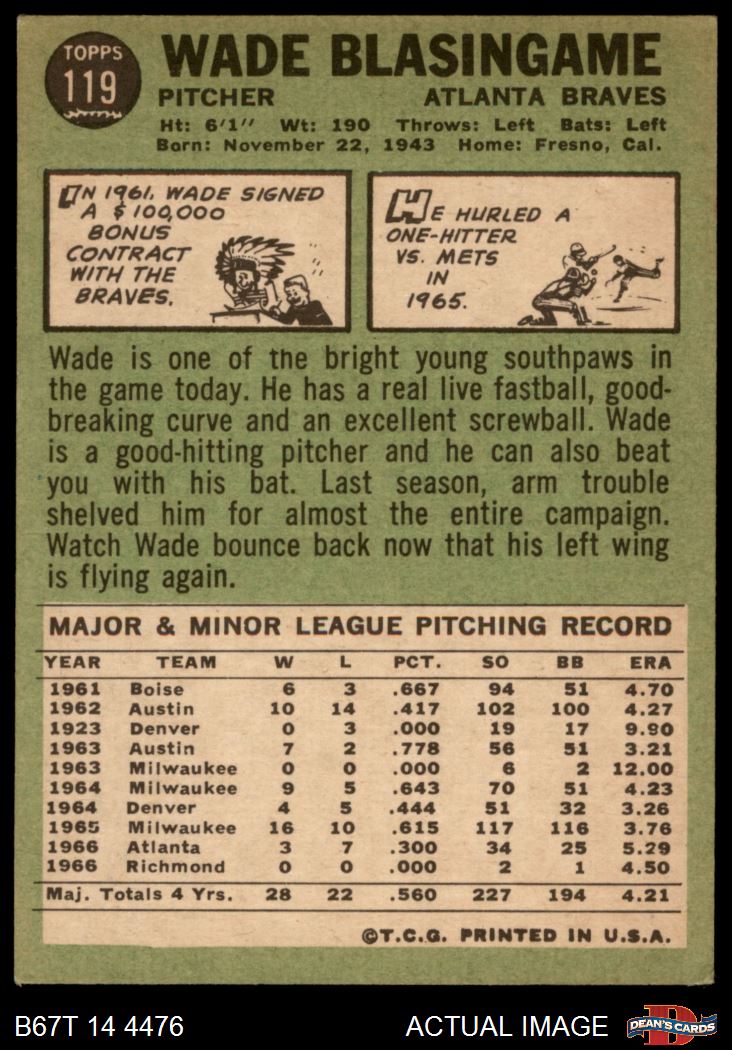 TOPPS
119
WADE BLASINGAME
PITCHER ATLANTA BRAVES
Ht: 6'1" Wt: 190 Throws: Left Bats: Left
Born: November 22, 1943 Home: Fresno, Cal.
IN 1961, WADE SIGNED
A $100,000
BONUS
CONTRACT
WITH THE
BRAVES.
HE HURLED A
ONE-HITTER
VS. METS
IN
1965.
Wade is one of the bright young southpaws in
the game today. He has a real live fastball, good-
breaking curve and an excellent screwball. Wade
is a good-hitting pitcher and he can also beat
you with his bat. Last season, arm trouble
shelved him for almost the entire campaign.
Watch Wade bounce back now that his left wing
is flying again.
MAJOR & MINOR LEAGUE PITCHING RECORD
YEAR TEAM W L PCT. SO BB ERA
1961 Boise 6 3 .667 94 51 4.70
1962 Austin 10 14 .417 102 100 4.27
1923 Denver 0 3 .000 19 17 9.90
1963 Austin 7 2 .778 56 51 3.21
1963 Milwaukee 0 0 .000 6 2 12.00
1964 Milwaukee 9 5 .643 70 51 4.23
1964 Denver 4 5 .444 51 32 3.26
1965 Milwaukee 16 10 .615 117 116 3.76
1966 Atlanta 3 7 .300 34 25 5.29
1966 Richmond 0 0 .000 2 1 4.50
Maj. Totals 4 Yrs. 28 22 .560 227 194 4.21
©T.C.G. PRINTED IN U.S.A.
B67T 14 4476 ACTUAL IMAGE
DEAN'S CARDS